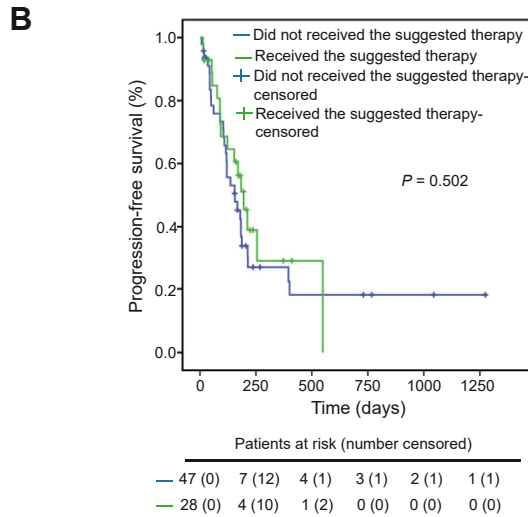 B
Did not received the suggested therapy
Received the suggested therapy
Did not received the suggested therapy-
censored
Received the suggested therapy-
censored
P = 0.502
Progression-free survival (%)
1.0
0.8
0.6
0.4
0.2
0.0
0 250 500 750 1000 1250
Time (days)
Patients at risk (number censored)
47 (0) 7 (12) 4 (1) 3 (1) 2 (1) 1 (1)
28 (0) 4 (10) 1 (2) 0 (0) 0 (0) 0 (0)